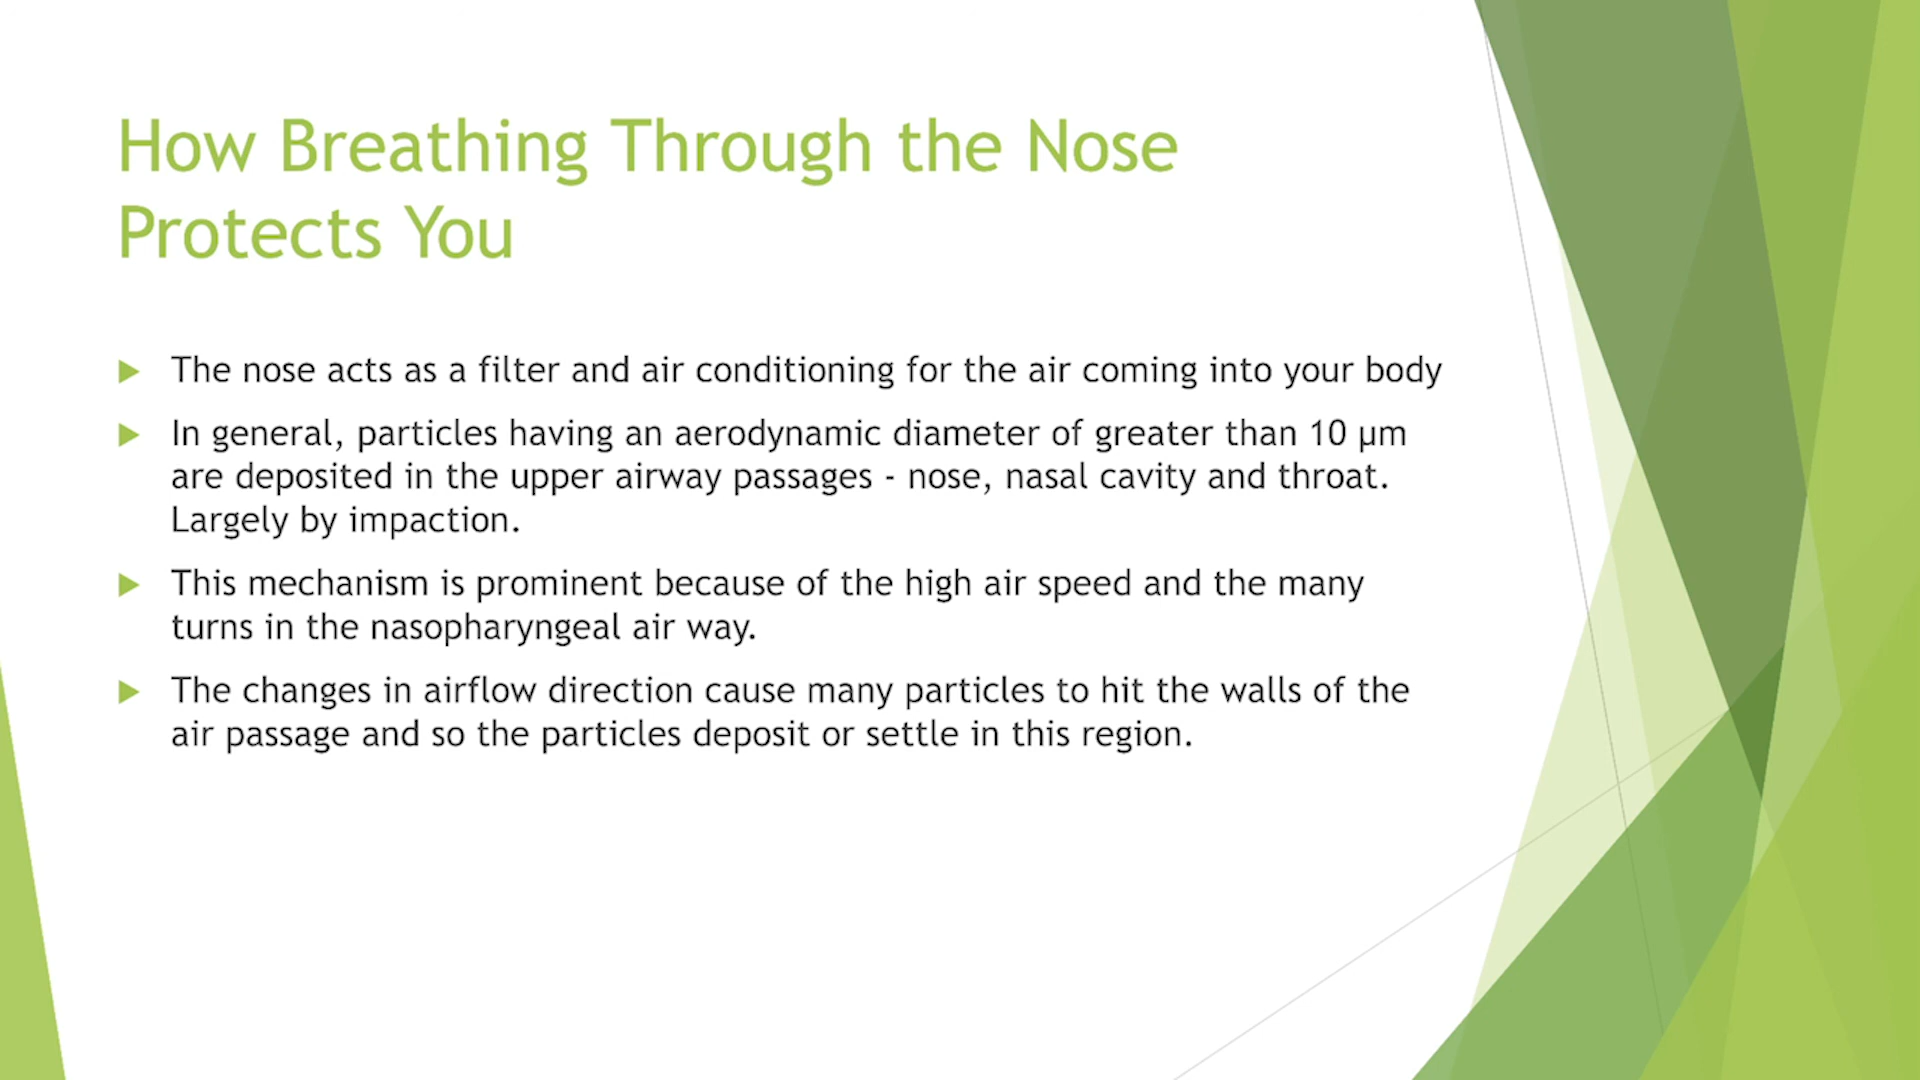 How Breathing Through the Nose
Protects You
The nose acts as a filter and air conditioning for the air coming into your body
In general, particles having an aerodynamic diameter of greater than 10 µm
are deposited in the upper airway passages - nose, nasal cavity and throat.
Largely by impaction.
This mechanism is prominent because of the high air speed and the many
turns in the nasopharyngeal air way.
The changes in airflow direction cause many particles to hit the walls of the
air passage and so the particles deposit or settle in this region.